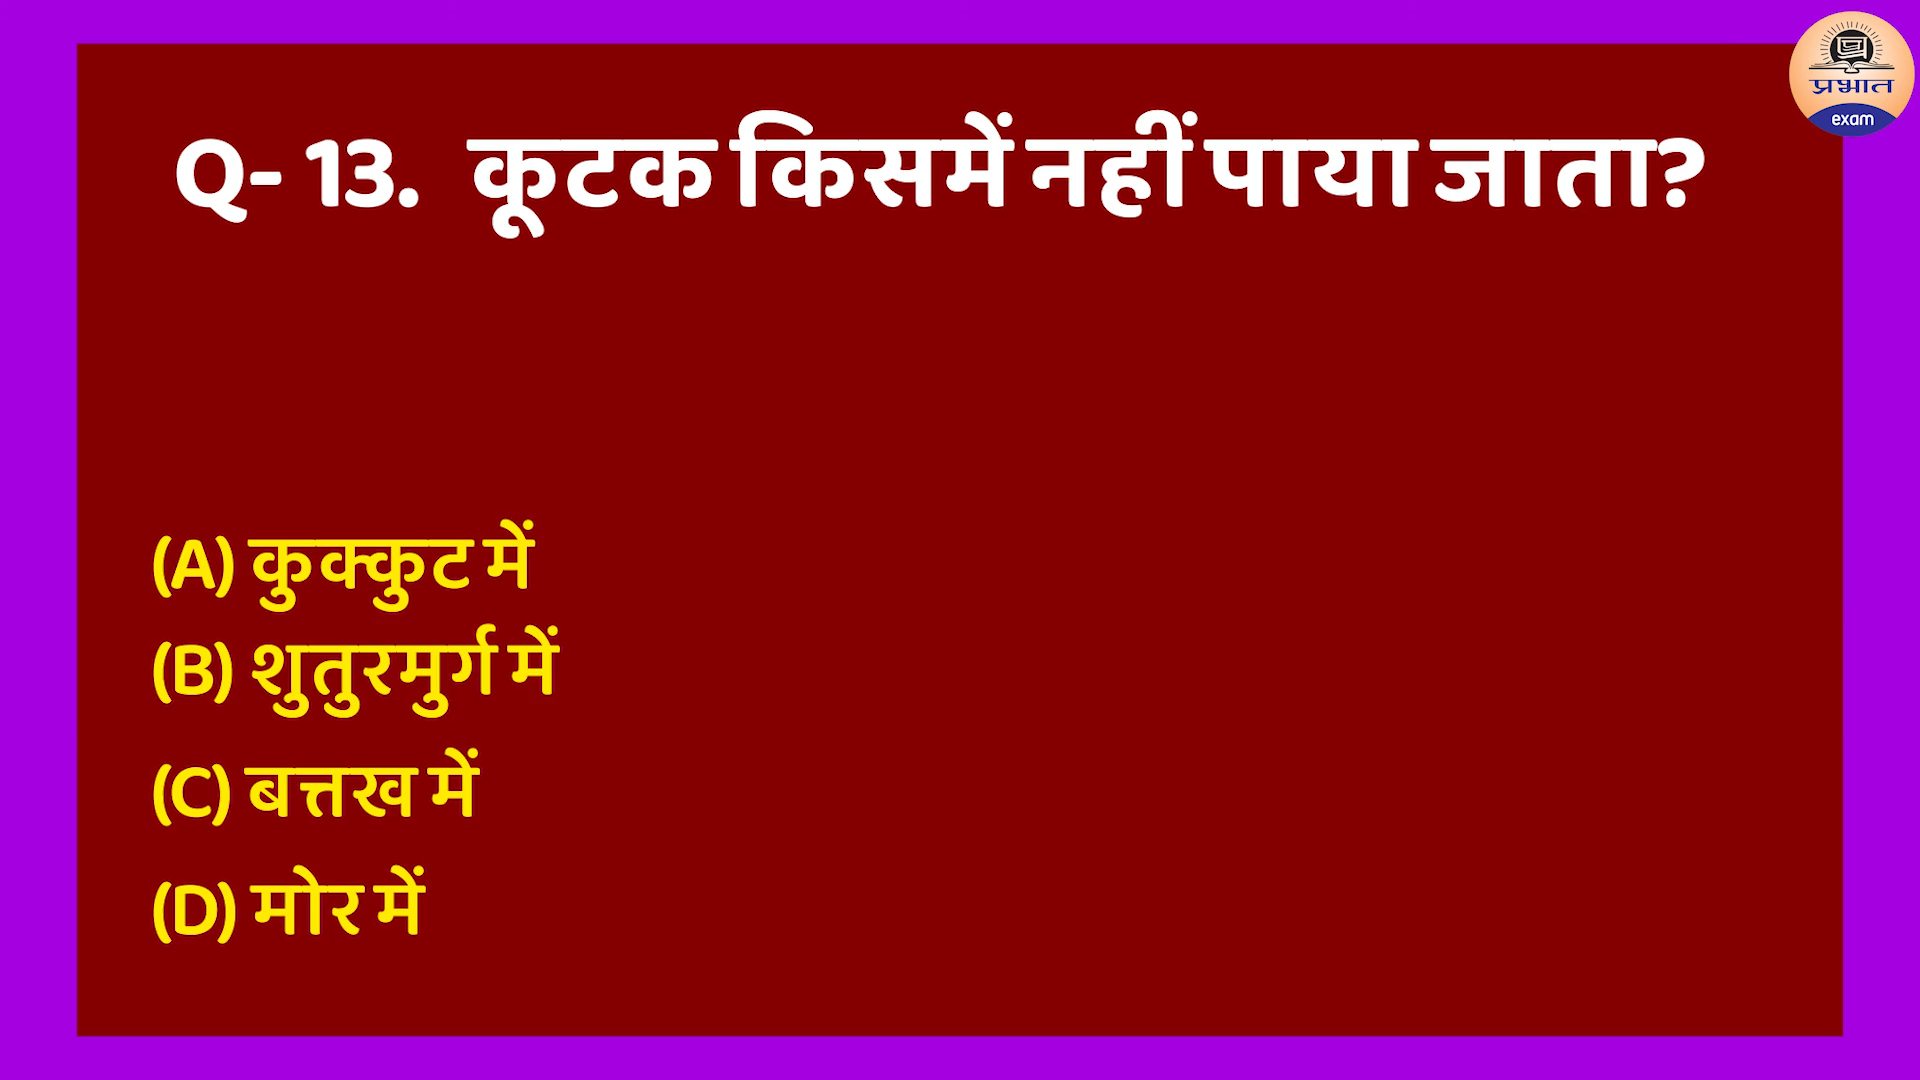 प्रभात
exam
Q- 13. कूटक किसमें नहीं पाया जाता?
(A) कुक्कुट में
(B) शुतुरमुर्ग में
(C) बत्तख में
(D) मोर में